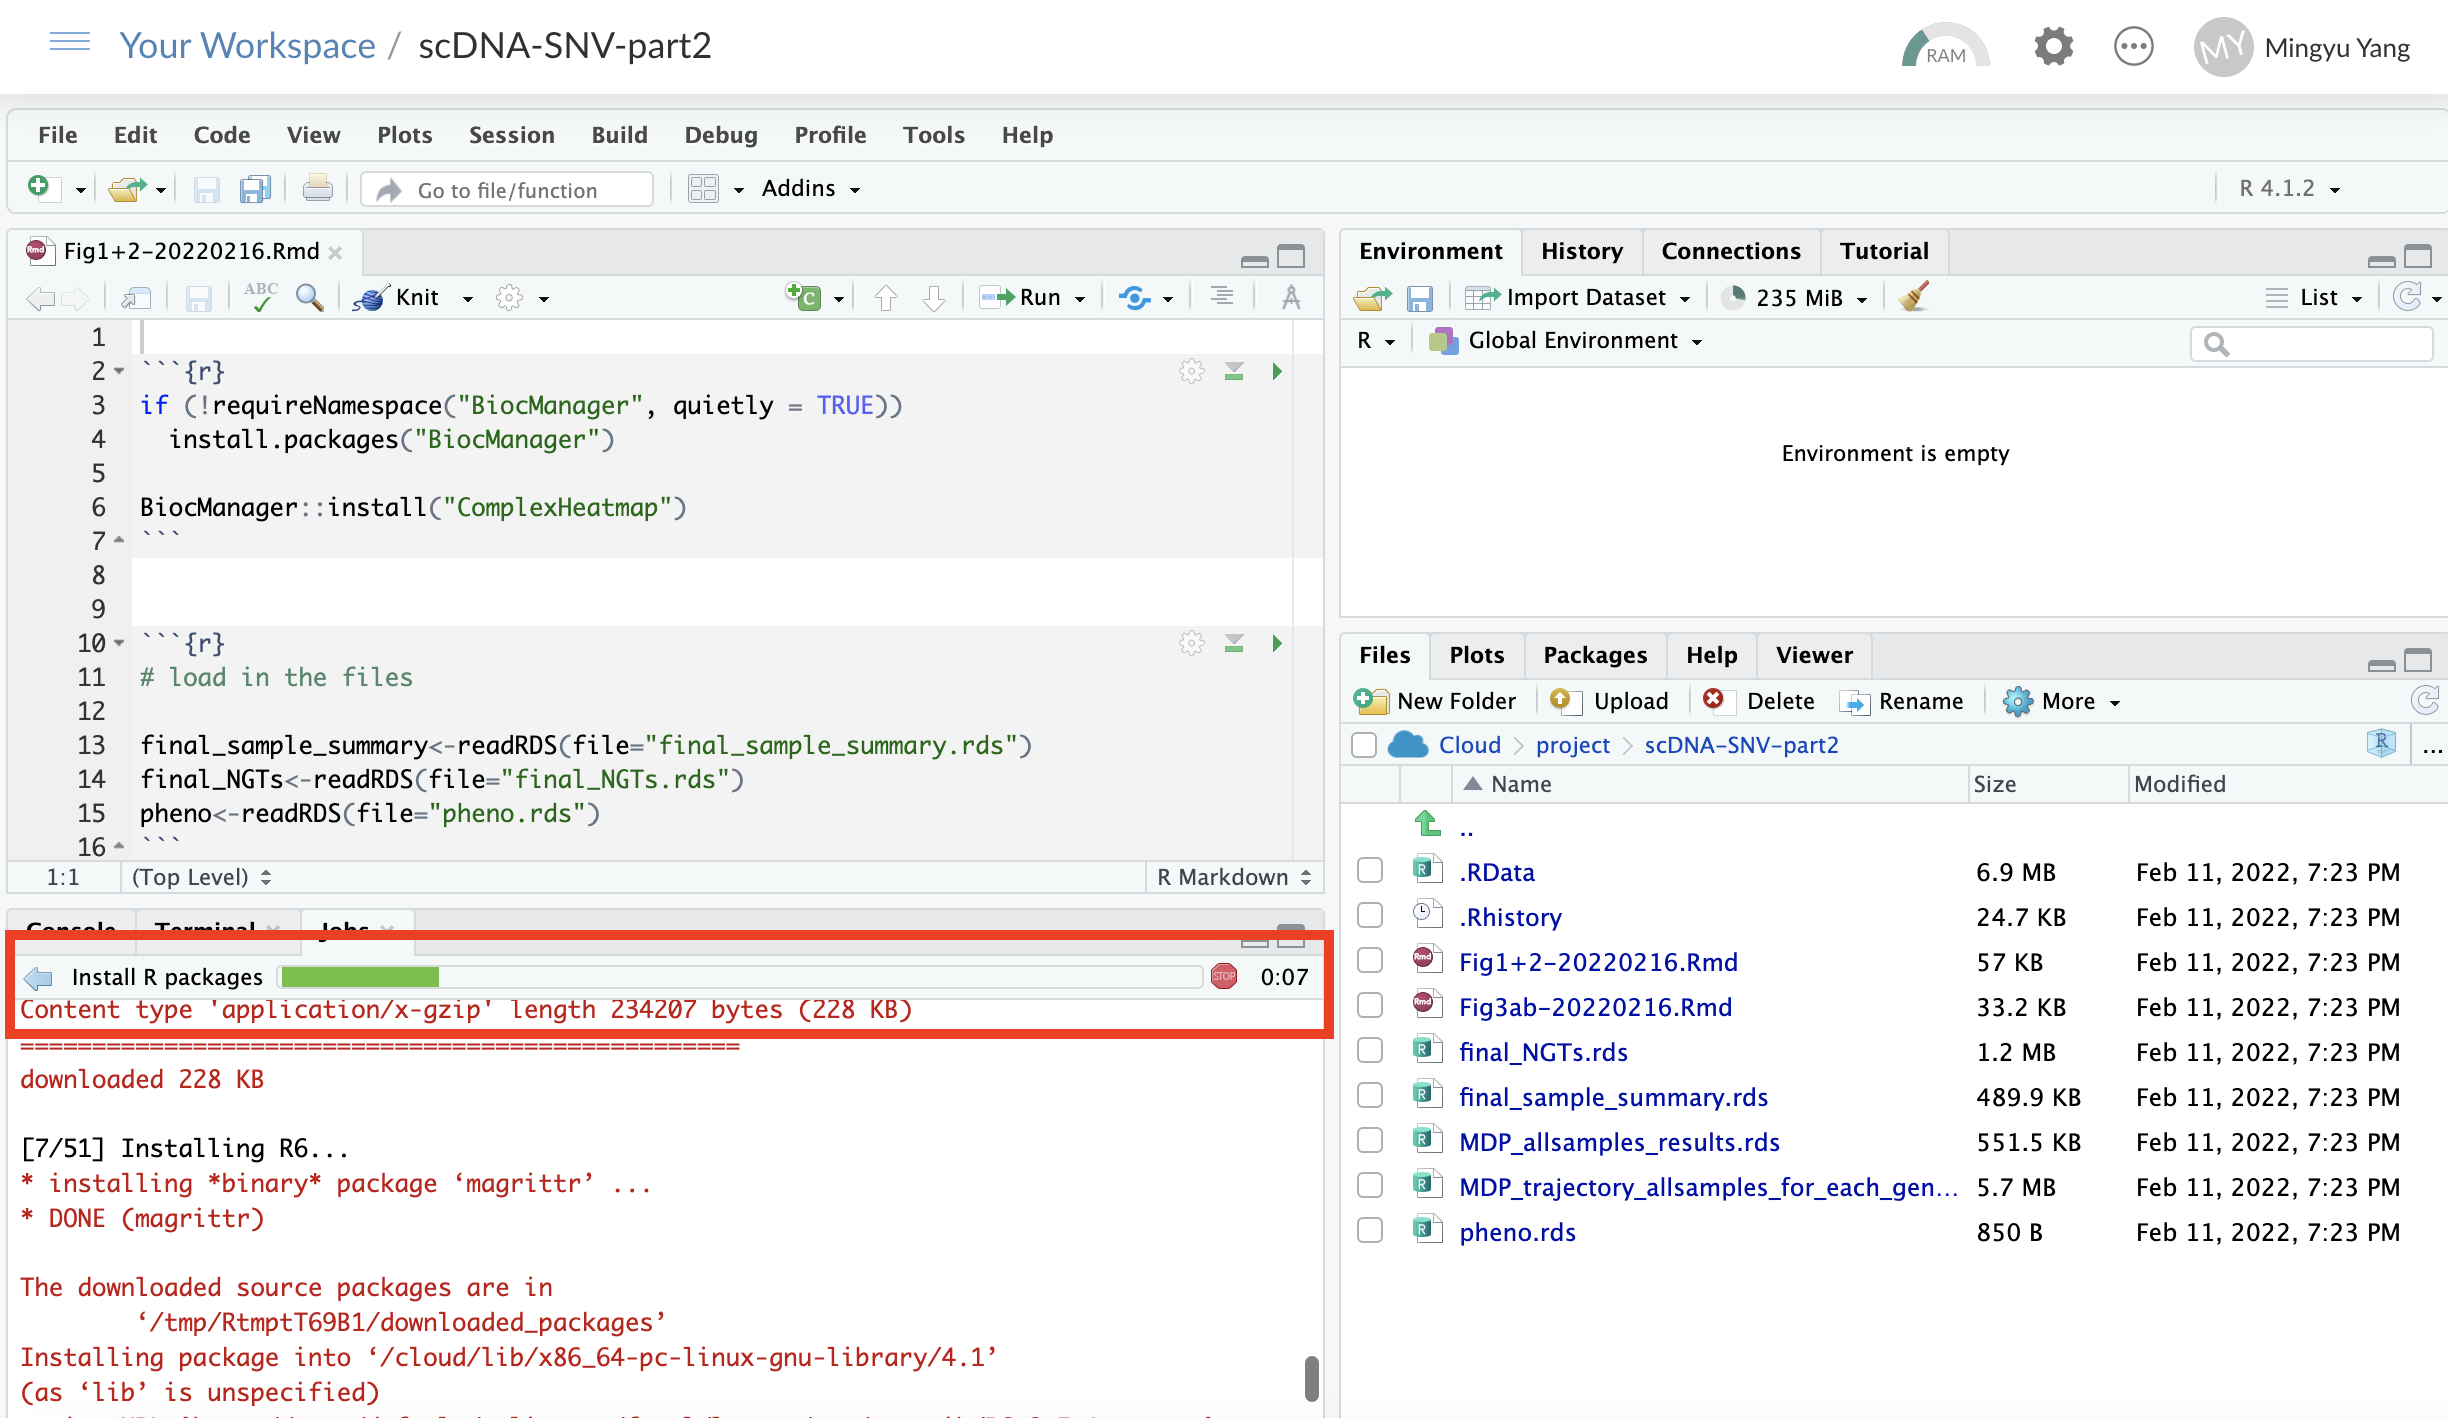 Your Workspace / scDNA-SNV-part2
RAM
MY Mingyu Yang
File Edit Code View Plots Session Build Debug Profile Tools Help
Go to file/function Addins R 4.1.2
Fig1+2-20220216.Rmd
ABC Knit Run
1
2 ```{r}
3 if (!requireNamespace("BiocManager", quietly = TRUE))
4 install.packages("BiocManager")
5
6 BiocManager::install("ComplexHeatmap")
7 ```
8
9
10 ```{r}
11 # load in the files
12
13 final_sample_summary<-readRDS(file="final_sample_summary.rds")
14 final_NGTs<-readRDS(file="final_NGTs.rds")
15 pheno<-readRDS(file="pheno.rds")
16 ```
1:1 (Top Level) R Markdown
Console Terminal Jobs
Install R packages STOP 0:07
Content type 'application/x-gzip' length 234207 bytes (228 KB)
==================================================
downloaded 228 KB
[7/51] Installing R6...
* installing *binary* package ‘magrittr’ ...
* DONE (magrittr)
The downloaded source packages are in
‘/tmp/RtmptT69B1/downloaded_packages’
Installing package into ‘/cloud/lib/x86_64-pc-linux-gnu-library/4.1’
(as ‘lib’ is unspecified)
Environment History Connections Tutorial
Import Dataset 235 MiB List
R Global Environment
Environment is empty
Files Plots Packages Help Viewer
New Folder Upload Delete Rename More
Cloud project scDNA-SNV-part2 R ...
Name Size Modified
..
.RData 6.9 MB Feb 11, 2022, 7:23 PM
.Rhistory 24.7 KB Feb 11, 2022, 7:23 PM
Fig1+2-20220216.Rmd 57 KB Feb 11, 2022, 7:23 PM
Fig3ab-20220216.Rmd 33.2 KB Feb 11, 2022, 7:23 PM
final_NGTs.rds 1.2 MB Feb 11, 2022, 7:23 PM
final_sample_summary.rds 489.9 KB Feb 11, 2022, 7:23 PM
MDP_allsamples_results.rds 551.5 KB Feb 11, 2022, 7:23 PM
MDP_trajectory_allsamples_for_each_gen... 5.7 MB Feb 11, 2022, 7:23 PM
pheno.rds 850 B Feb 11, 2022, 7:23 PM